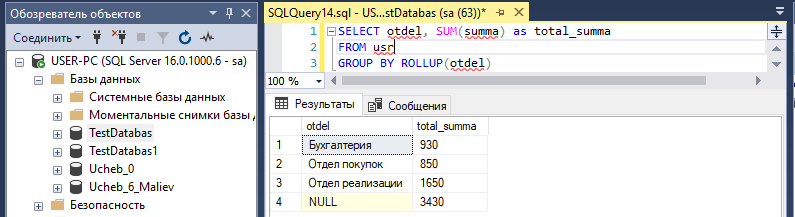 Обозреватель объектов
Соединить
USER-PC (SQL Server 16.0.1000.6 - sa)
Базы данных
Системные базы данных
Моментальные снимки базы д
TestDatabas
TestDatabas1
Ucheb_0
Ucheb_6_Maliev
Безопасность
SQLQuery14.sql - US...stDatabas (sa (63))*
1 SELECT otdel, SUM(summa) as total_summa
2 FROM usr
3 GROUP BY ROLLUP(otdel)
100 %
Результаты Сообщения
otdel total_summa
1 Бухгалтерия 930
2 Отдел покупок 850
3 Отдел реализации 1650
4 NULL 3430